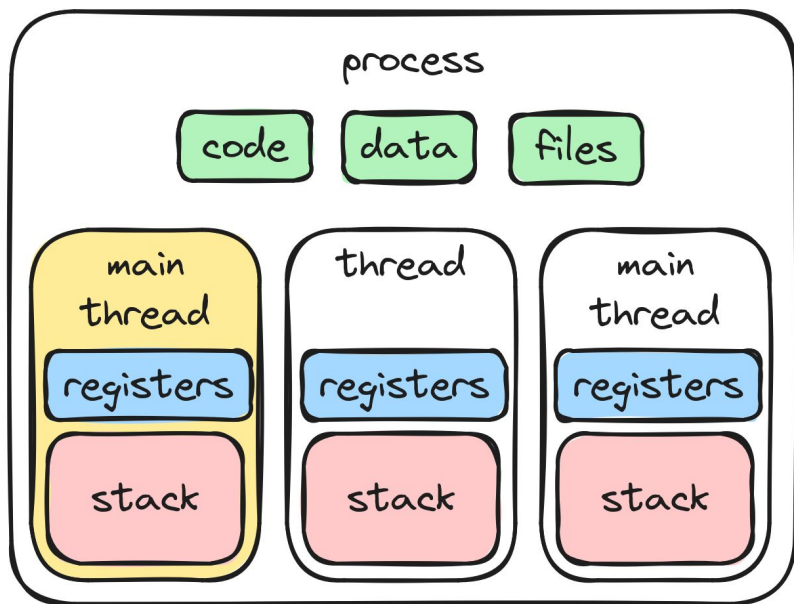 process
code data files
main
thread
registers
stack
thread
registers
stack
main
thread
registers
stack